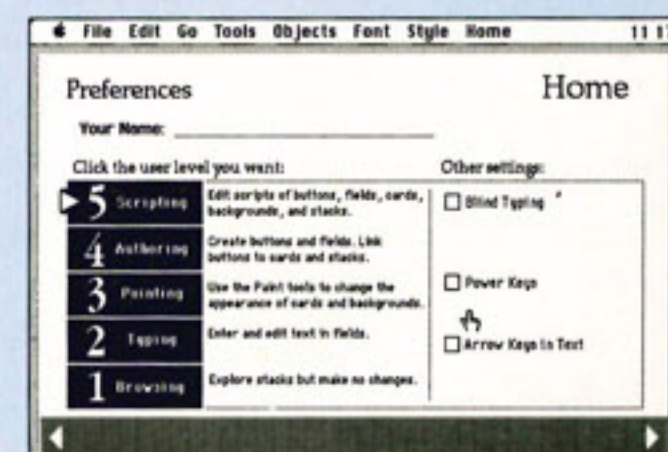 File Edit Go Tools Objects Font Style Home 11 1
Preferences
Home
Your Name:
Click the user level you want:
Other settings:
5 Scripting
Edit scripts of buttons, fields, cards,
backgrounds, and stacks.
Blind Typing
4 Authoring
Create buttons and fields. Link
buttons to cards and stacks.
3 Painting
Use the Paint tools to change the
appearance of cards and backgrounds.
Power Keys
2 Typing
Enter and edit text in fields.
Arrow Keys in Text
1 Browsing
Explore stacks but make no changes.